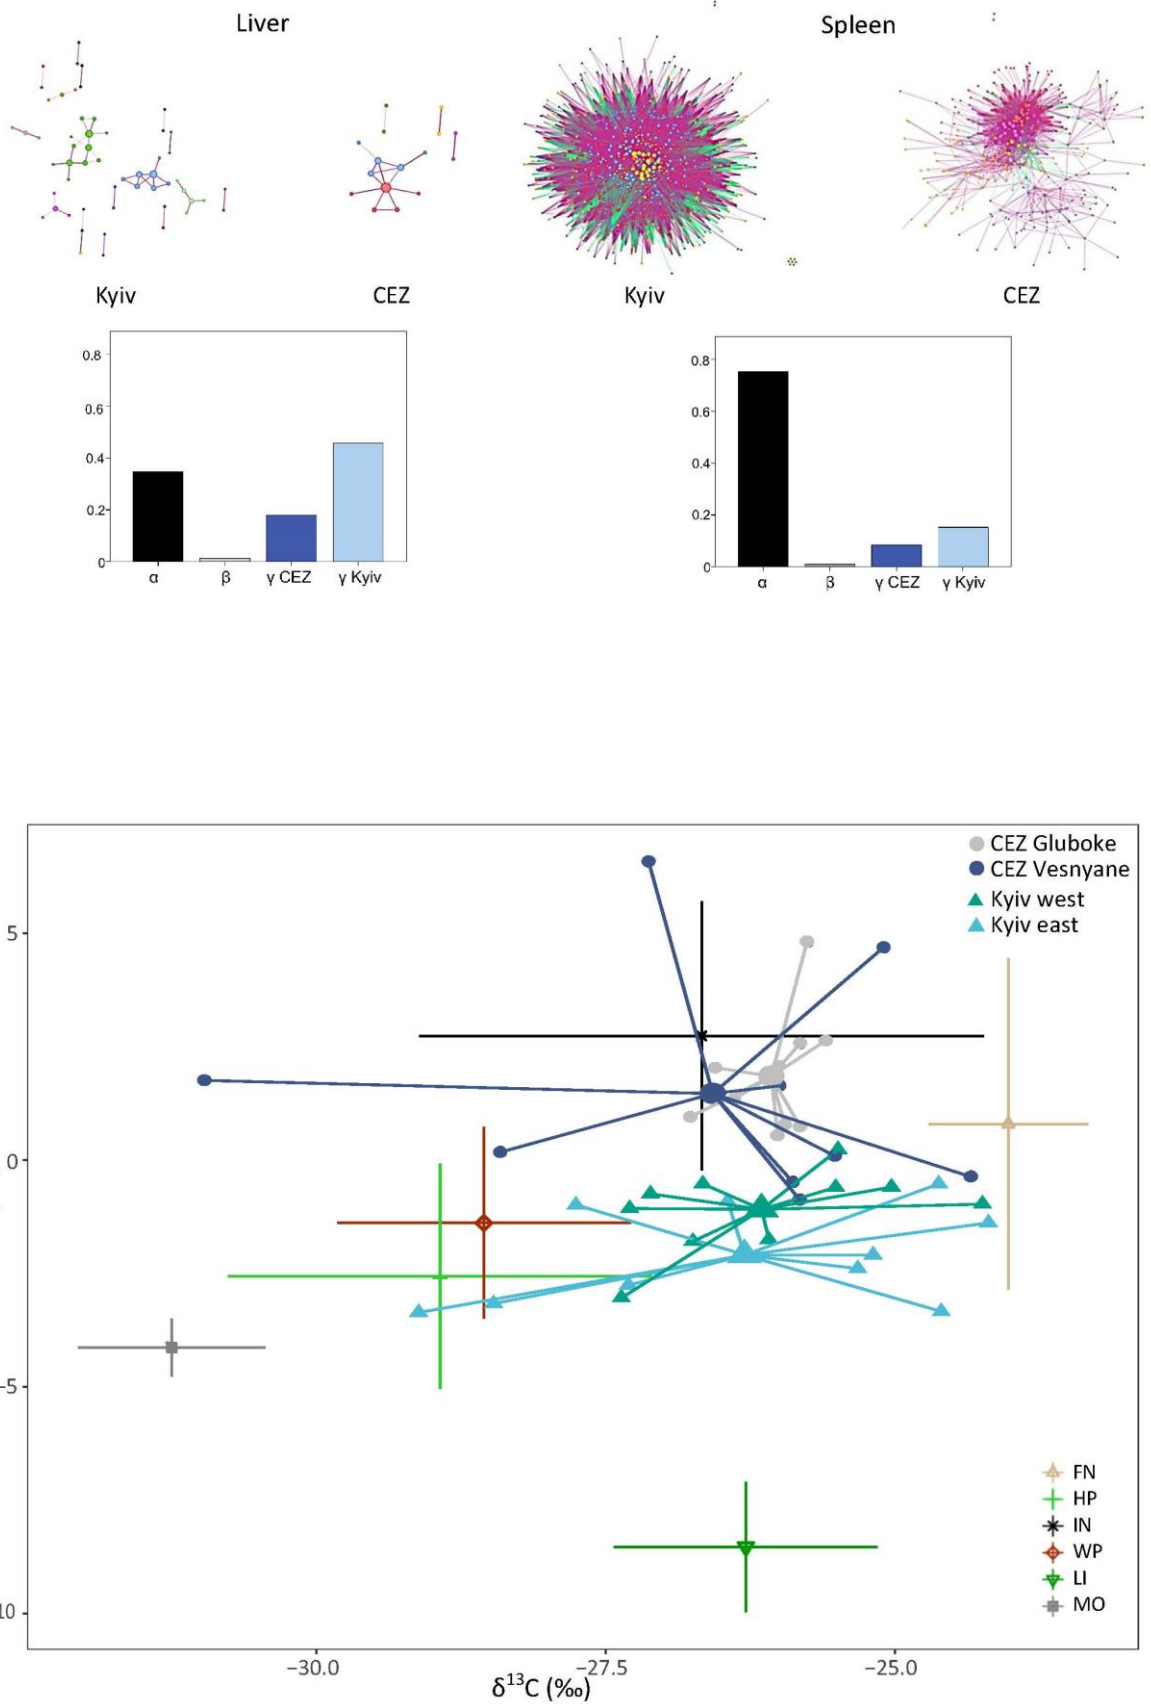 Liver Spleen
Kyiv CEZ Kyiv CEZ
0.8
0.6
0.4
0.2
0
α β γ CEZ γ Kyiv
0.8
0.6
0.4
0.2
0
α β γ CEZ γ Kyiv
CEZ Gluboke
CEZ Vesnyane
Kyiv west
Kyiv east
5
0
−5
10
FN
HP
IN
WP
LI
MO
−30.0 −27.5 −25.0
δ¹³C (‰)